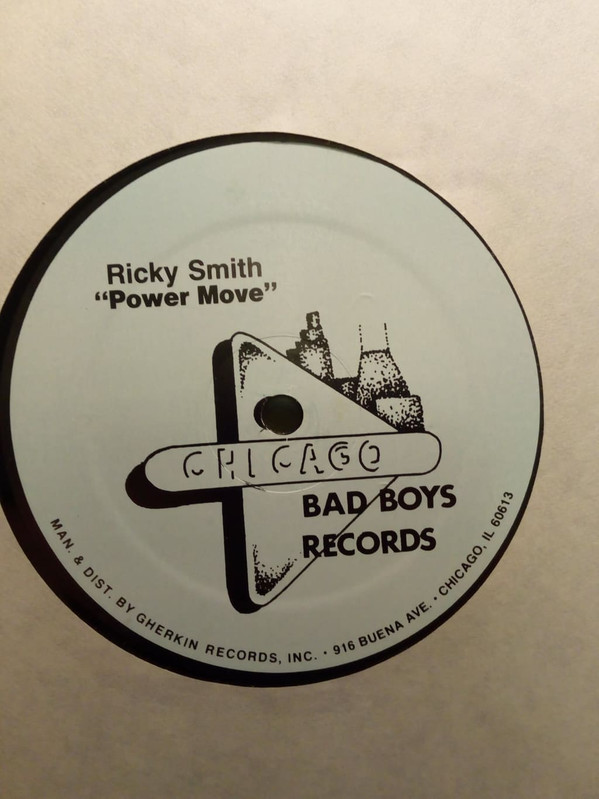 Ricky Smith
“Power Move”
CHICAGO
BAD BOYS
RECORDS
MAN. & DIST. BY GHERKIN RECORDS, INC. • 916 BUENA AVE. • CHICAGO, IL 60613